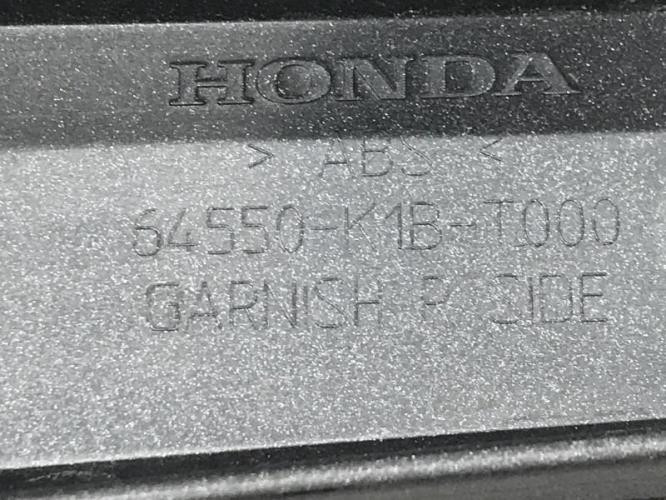 HONDA
> ABS <
64550-K1B-T000
GARNISH R SIDE